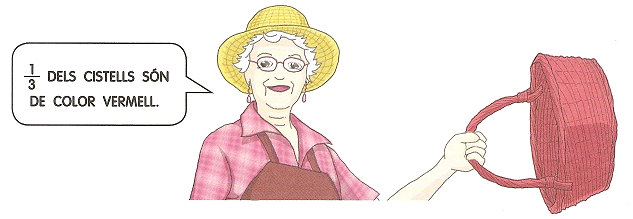 1/3 DELS CISTELLS SÓN
DE COLOR VERMELL.